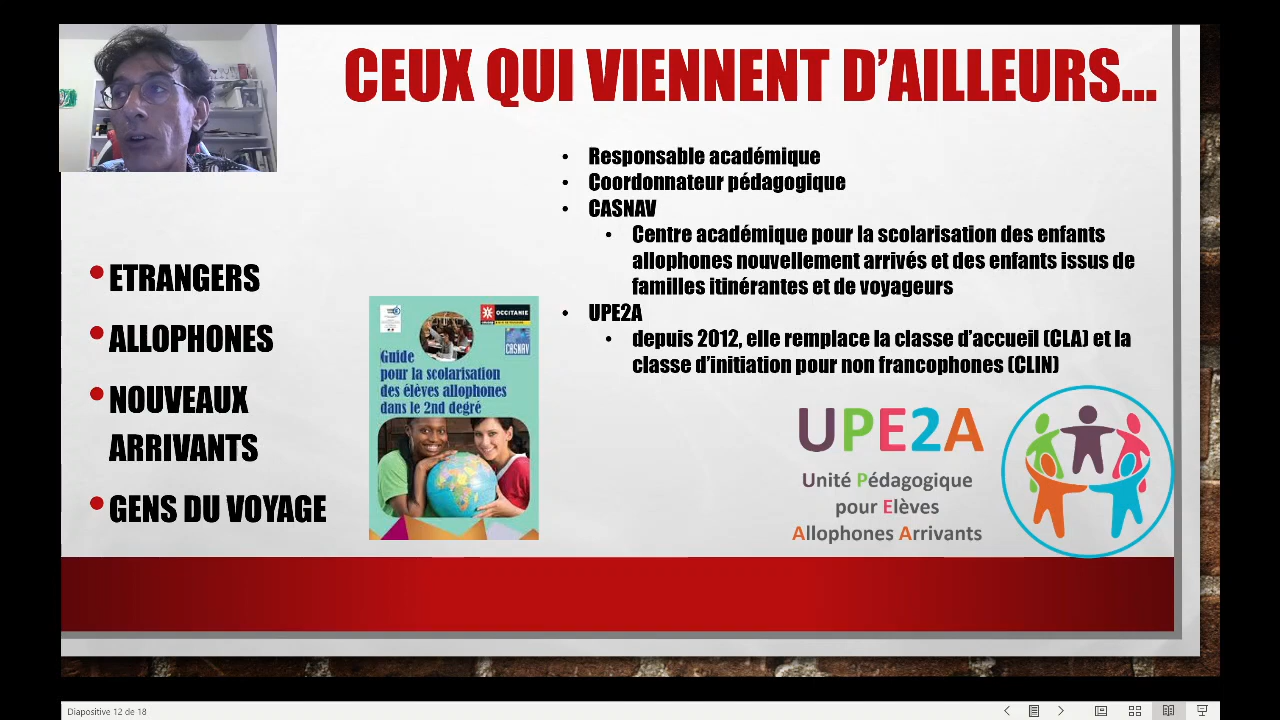 CEUX QUI VIENNENT D’AILLEURS...
• ETRANGERS
• ALLOPHONES
• NOUVEAUX
ARRIVANTS
• GENS DU VOYAGE
OCCITANIE
CASNAV
Guide
pour la scolarisation
des élèves allophones
dans le 2nd degré
• Responsable académique
• Coordonnateur pédagogique
• CASNAV
• Centre académique pour la scolarisation des enfants
allophones nouvellement arrivés et des enfants issus de
familles itinérantes et de voyageurs
• UPE2A
• depuis 2012, elle remplace la classe d’accueil (CLA) et la
classe d’initiation pour non francophones (CLIN)
UPE2A
Unité Pédagogique
pour Elèves
Allophones Arrivants
Diapositive 12 de 18